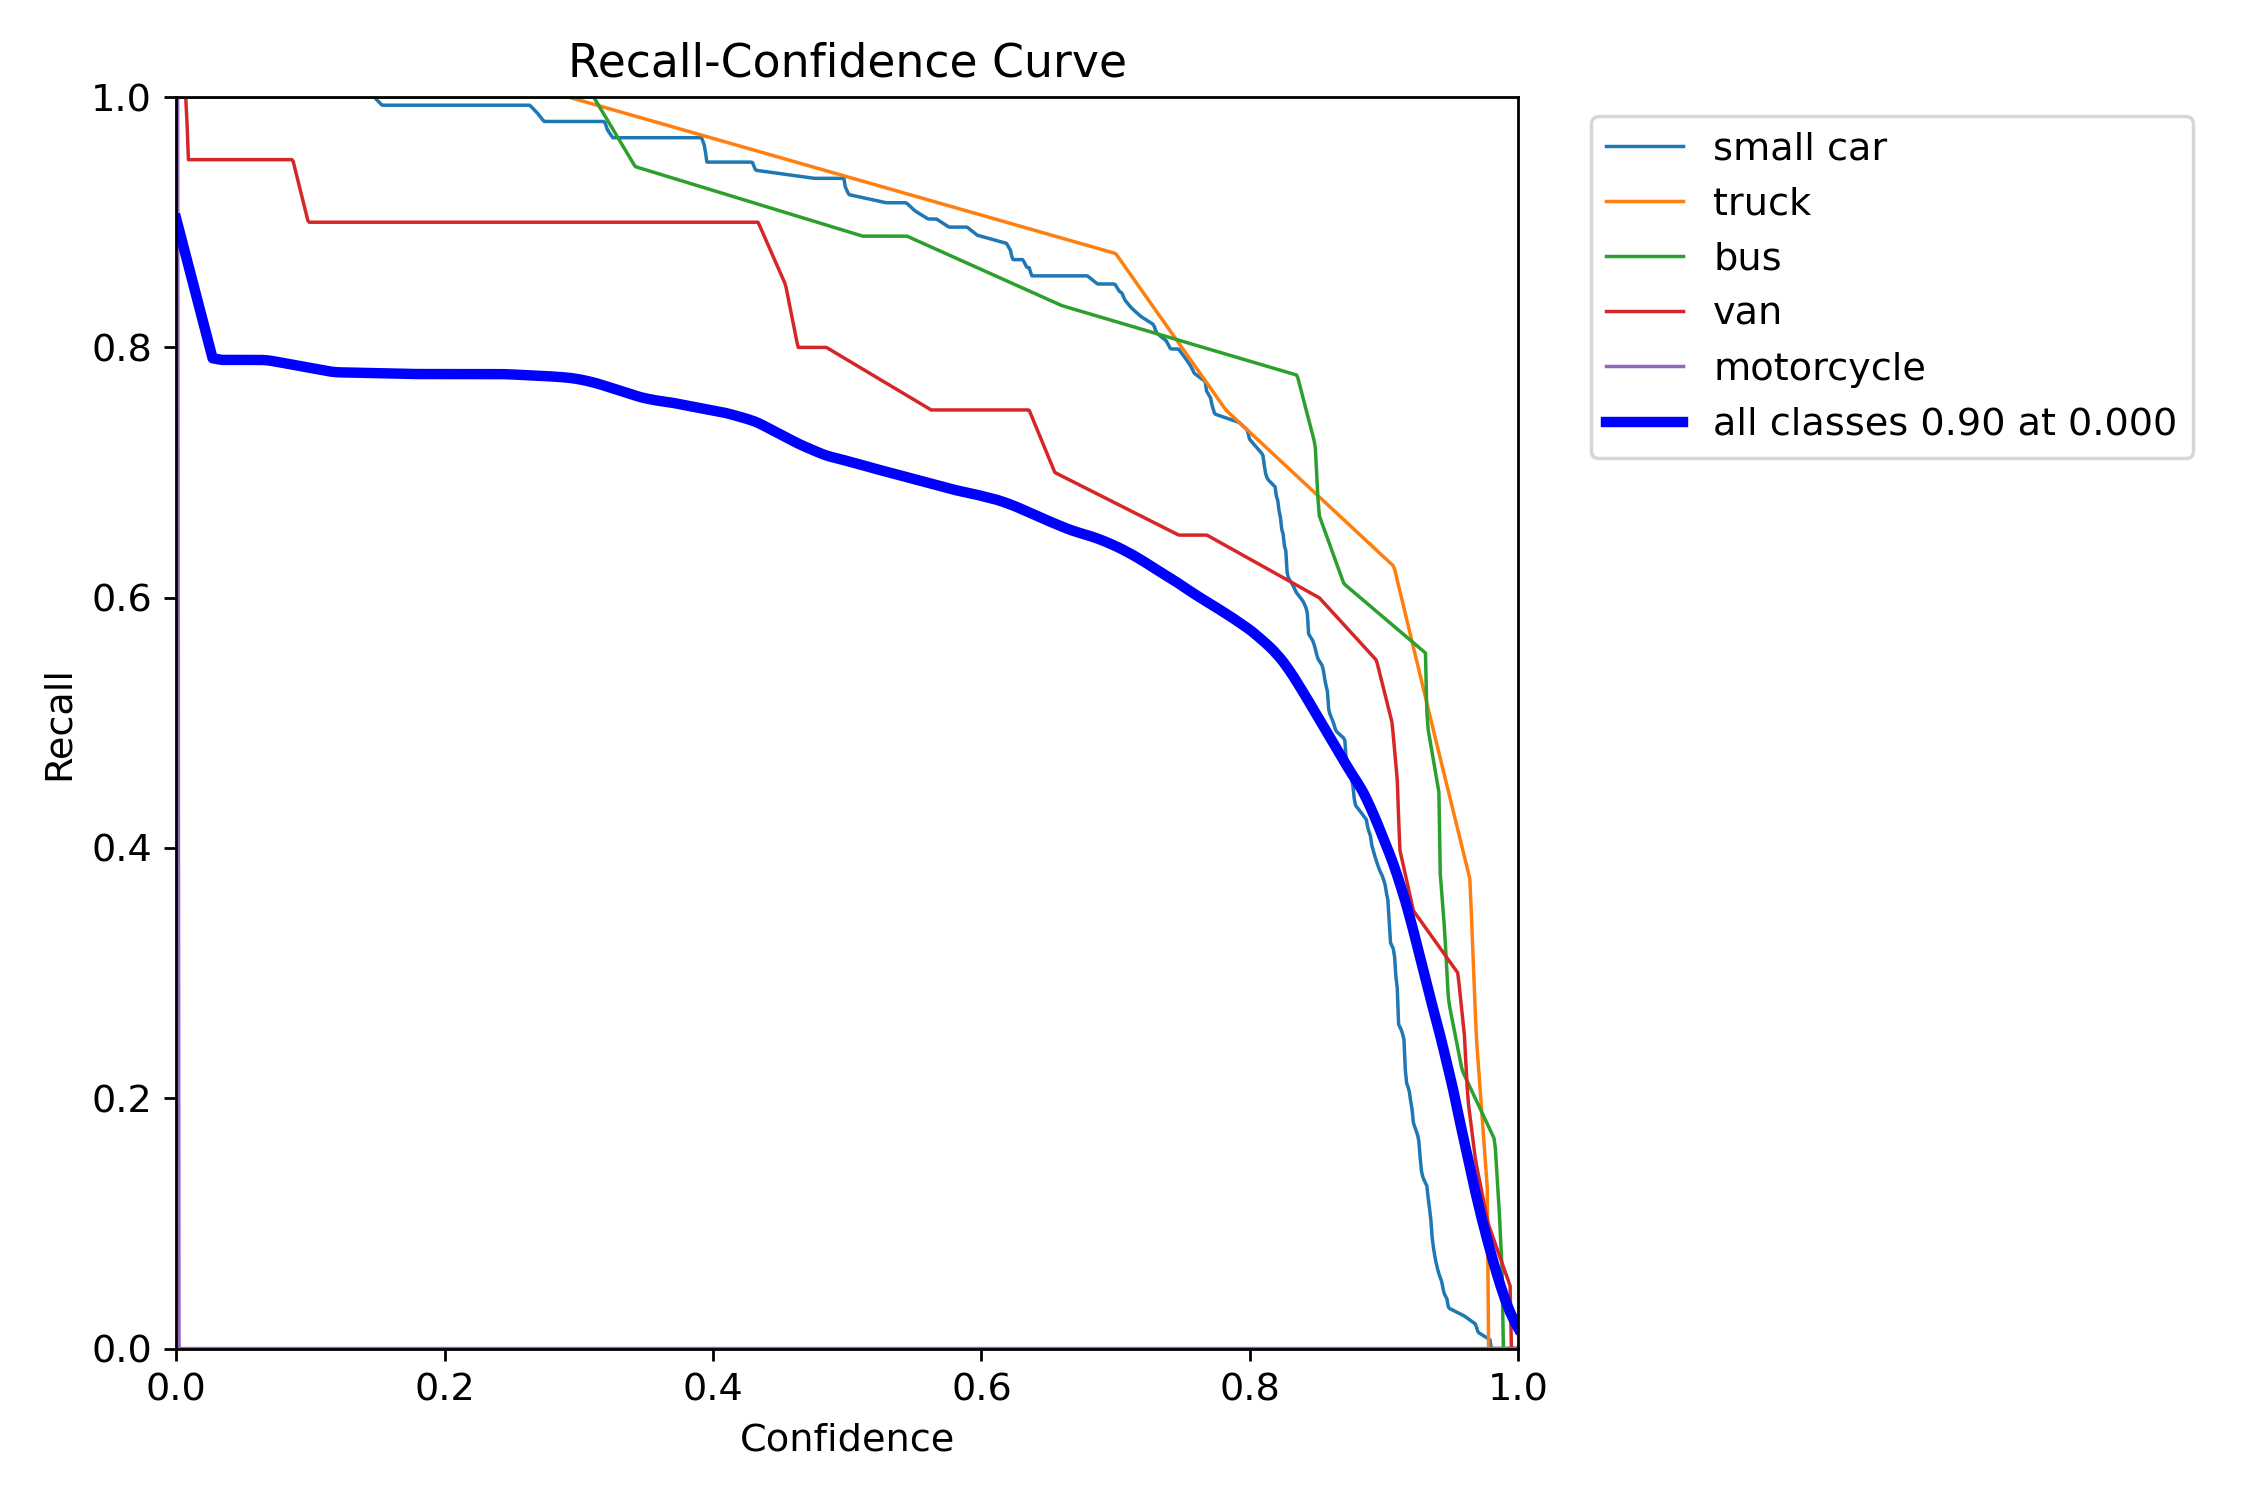 Recall-Confidence Curve
1.0
0.8
0.6
0.4
0.2
0.0
Recall
0.0 0.2 0.4 0.6 0.8 1.0
Confidence
small car
truck
bus
van
motorcycle
all classes 0.90 at 0.000